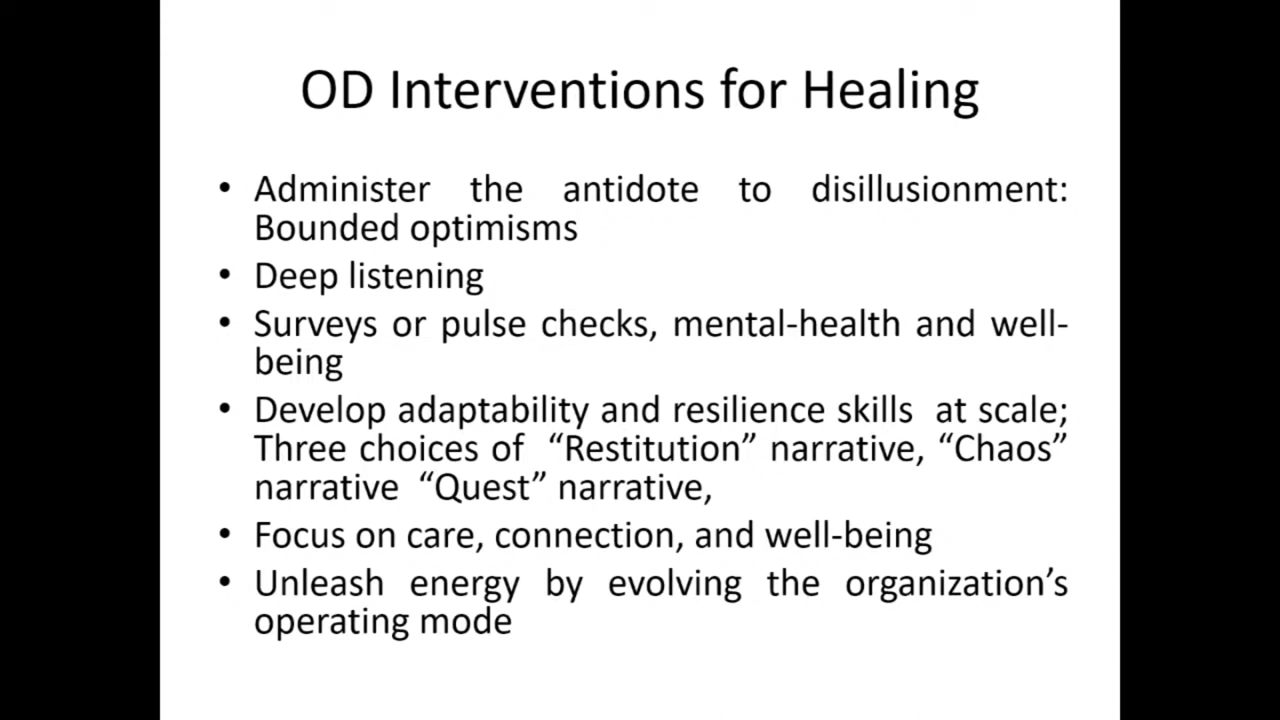 OD Interventions for Healing
• Administer the antidote to disillusionment:
Bounded optimisms
• Deep listening
• Surveys or pulse checks, mental-health and well-
being
• Develop adaptability and resilience skills  at scale;
Three choices of  “Restitution” narrative, “Chaos”
narrative  “Quest” narrative,
• Focus on care, connection, and well-being
• Unleash energy by evolving the organization’s
operating mode